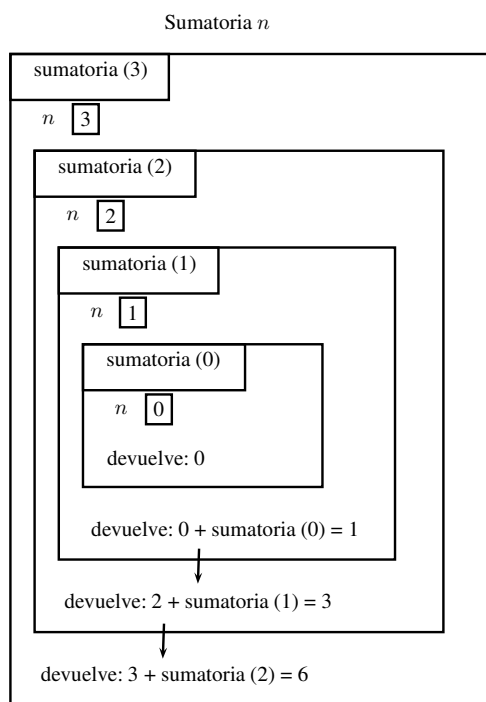 Sumatoria n
sumatoria (3)
n 3
sumatoria (2)
n 2
sumatoria (1)
n 1
sumatoria (0)
n 0
devuelve: 0
devuelve: 0 + sumatoria (0) = 1
devuelve: 2 + sumatoria (1) = 3
devuelve: 3 + sumatoria (2) = 6